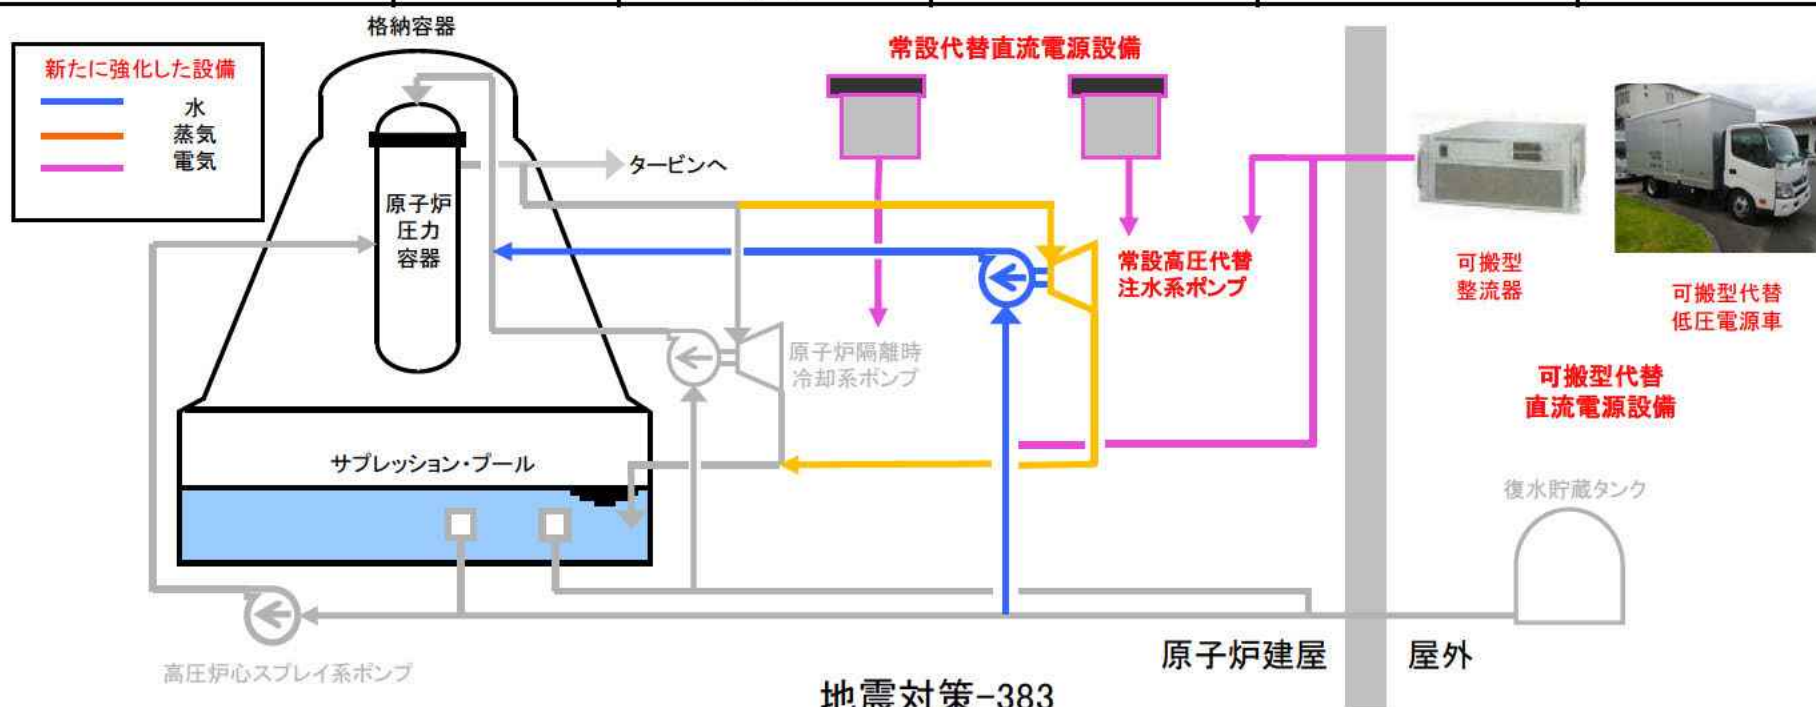 格納容器
新たに強化した設備
水
蒸気
電気
常設代替直流電源設備
タービンへ
原子炉
圧力
容器
常設高圧代替
注水系ポンプ
可搬型
整流器
可搬型代替
低圧電源車
原子炉隔離時
冷却系ポンプ
可搬型代替
直流電源設備
サプレッション・プール
復水貯蔵タンク
高圧炉心スプレイ系ポンプ
原子炉建屋
屋外
地震対策-383